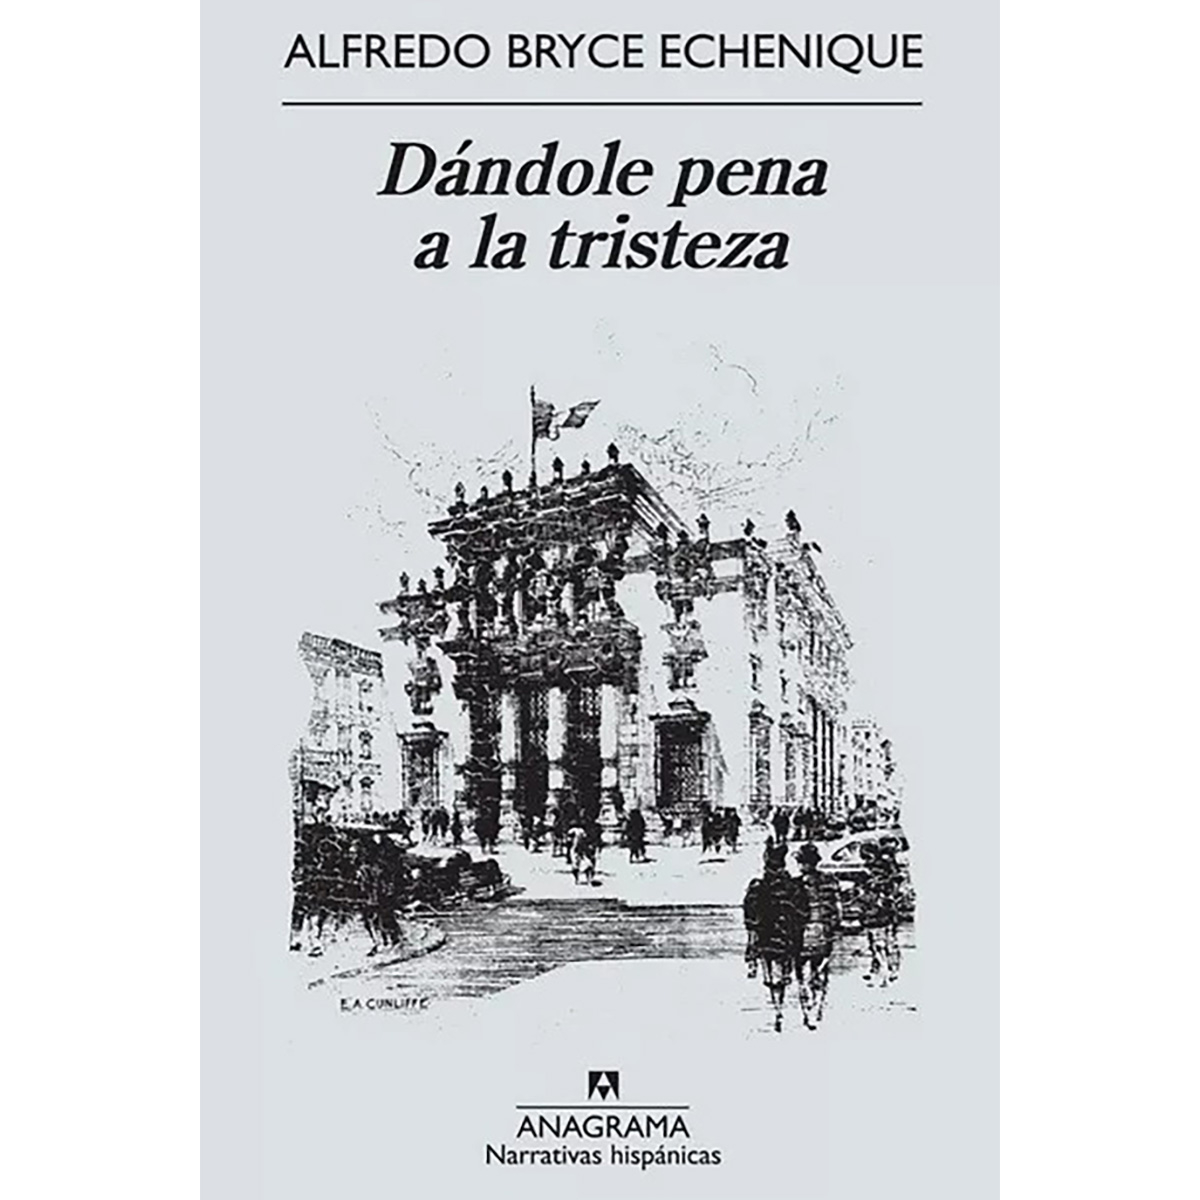 ALFREDO BRYCE ECHENIQUE
Dándole pena
a la tristeza
E. A. CUNLIFFE
ANAGRAMA
Narrativas hispánicas